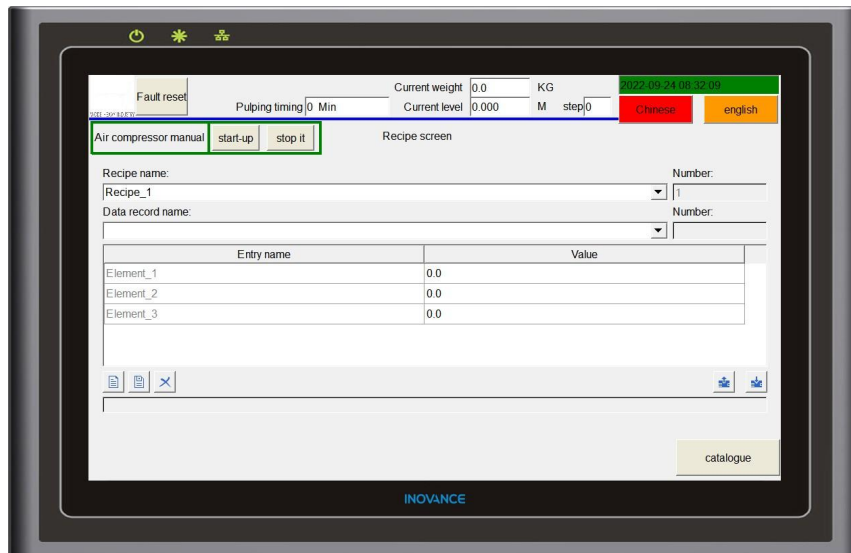 Fault reset
Pulping timing 0 Min
Current weight 0.0 KG
Current level 0.000 M step 0
2022-09-24 08:32:09
Chinese english
Air compressor manual start-up stop it Recipe screen
Recipe name: Number:
Recipe_1 1
Data record name: Number:
Entry name Value
Element_1 0.0
Element_2 0.0
Element_3 0.0
catalogue
INOVANCE